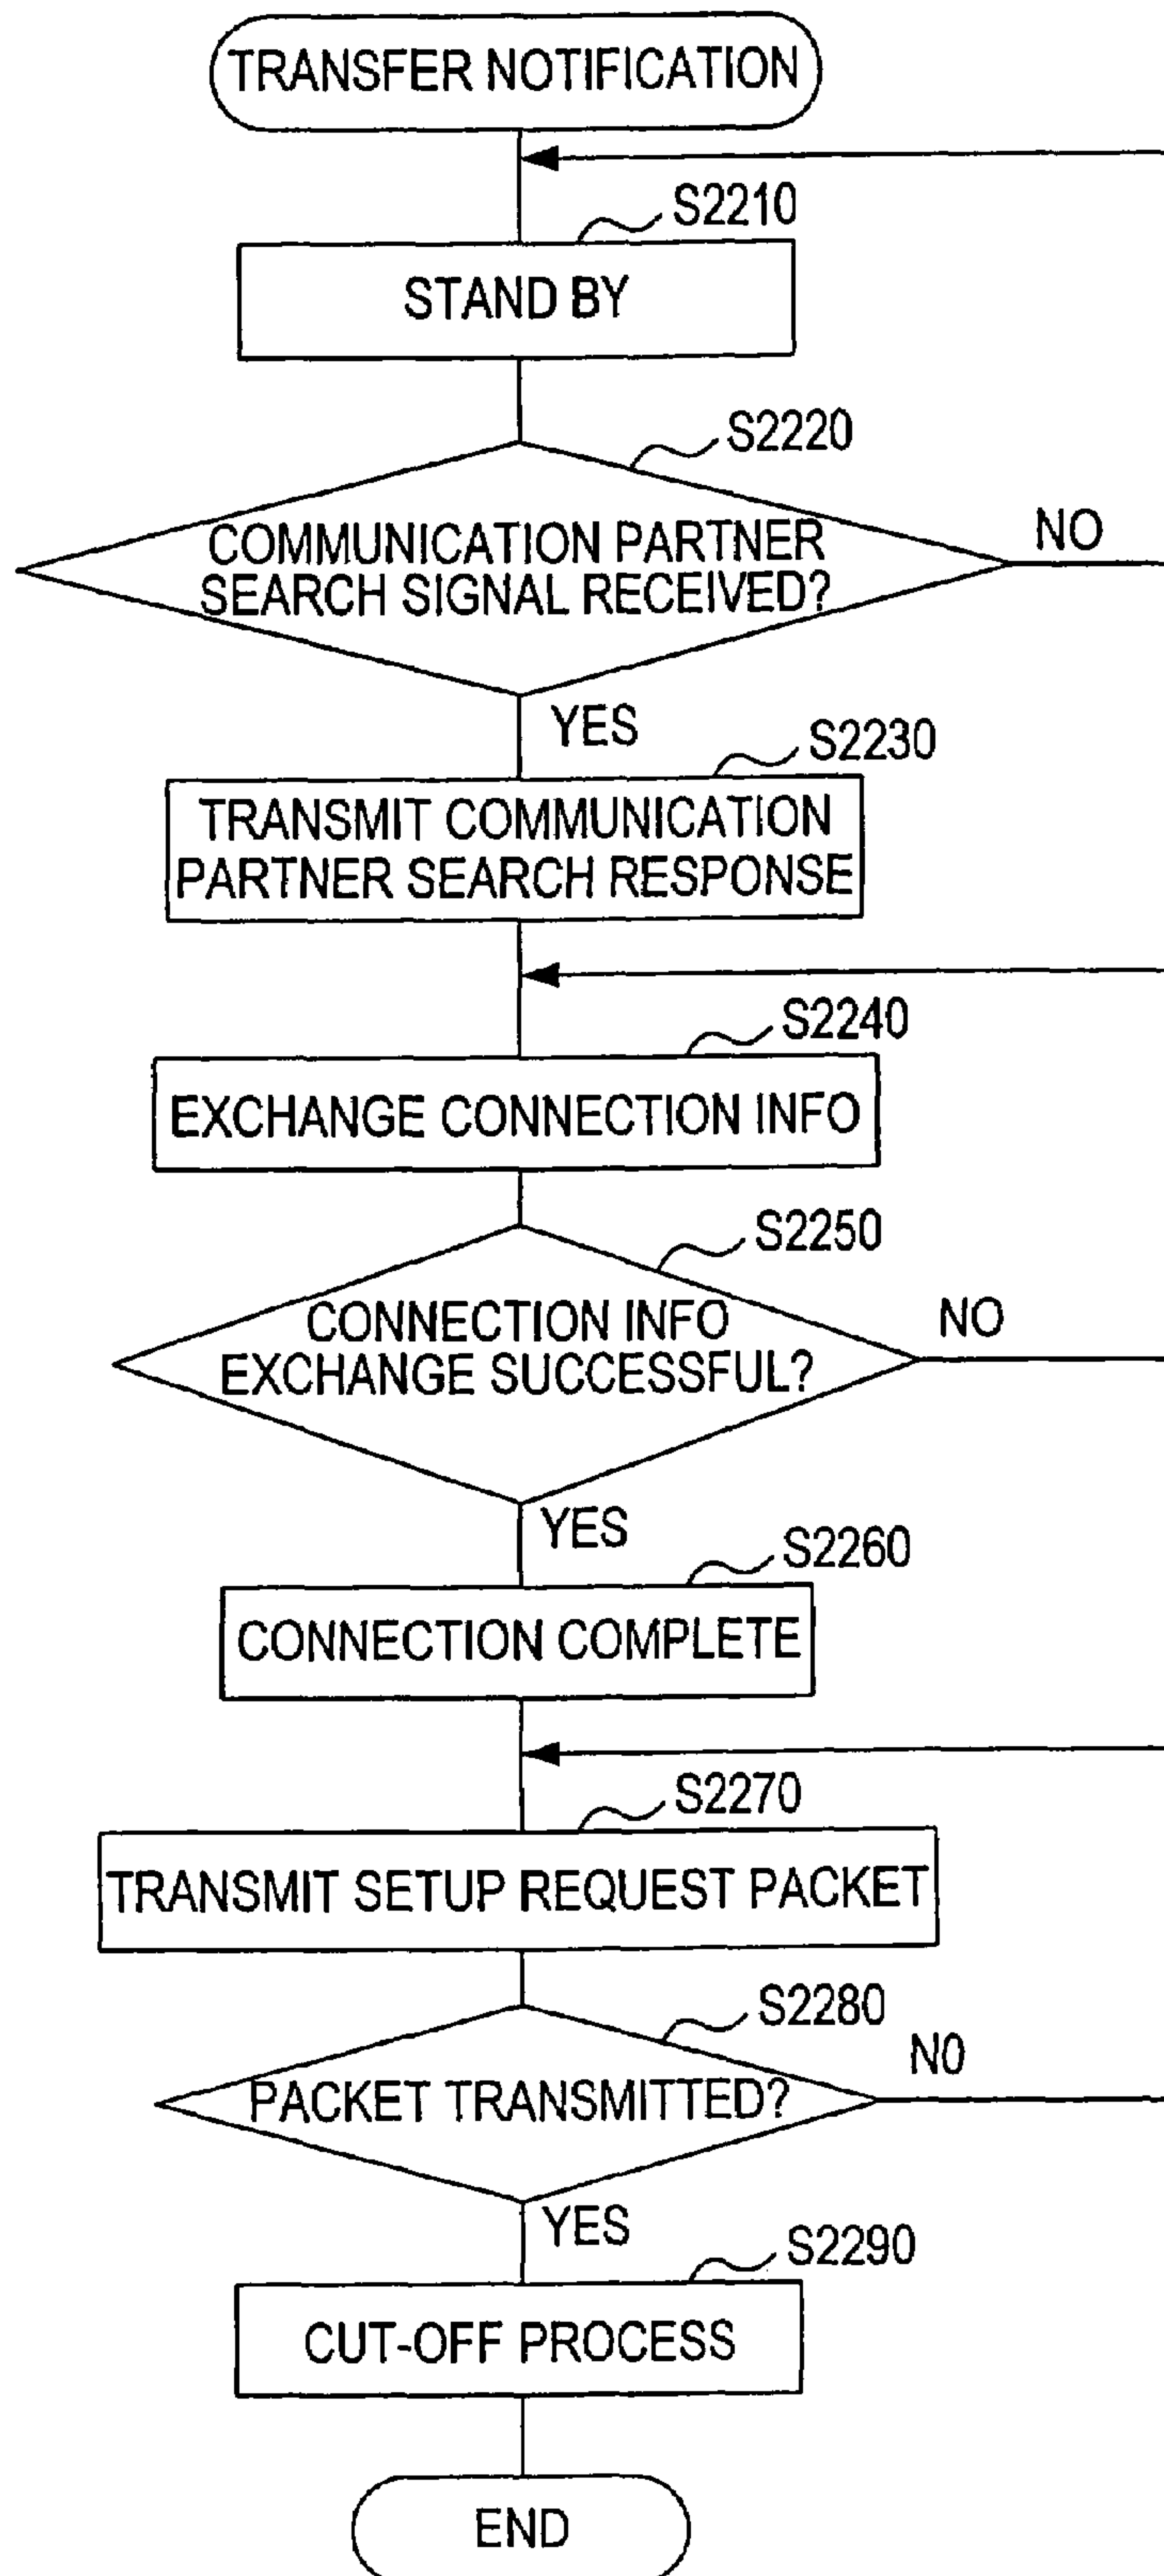 TRANSFER NOTIFICATION
S2210
STAND BY
S2220
COMMUNICATION PARTNER
SEARCH SIGNAL RECEIVED?
NO
YES
S2230
TRANSMIT COMMUNICATION
PARTNER SEARCH RESPONSE
S2240
EXCHANGE CONNECTION INFO
S2250
CONNECTION INFO
EXCHANGE SUCCESSFUL?
NO
YES
S2260
CONNECTION COMPLETE
S2270
TRANSMIT SETUP REQUEST PACKET
S2280
PACKET TRANSMITTED?
N0
YES
S2290
CUT-OFF PROCESS
END